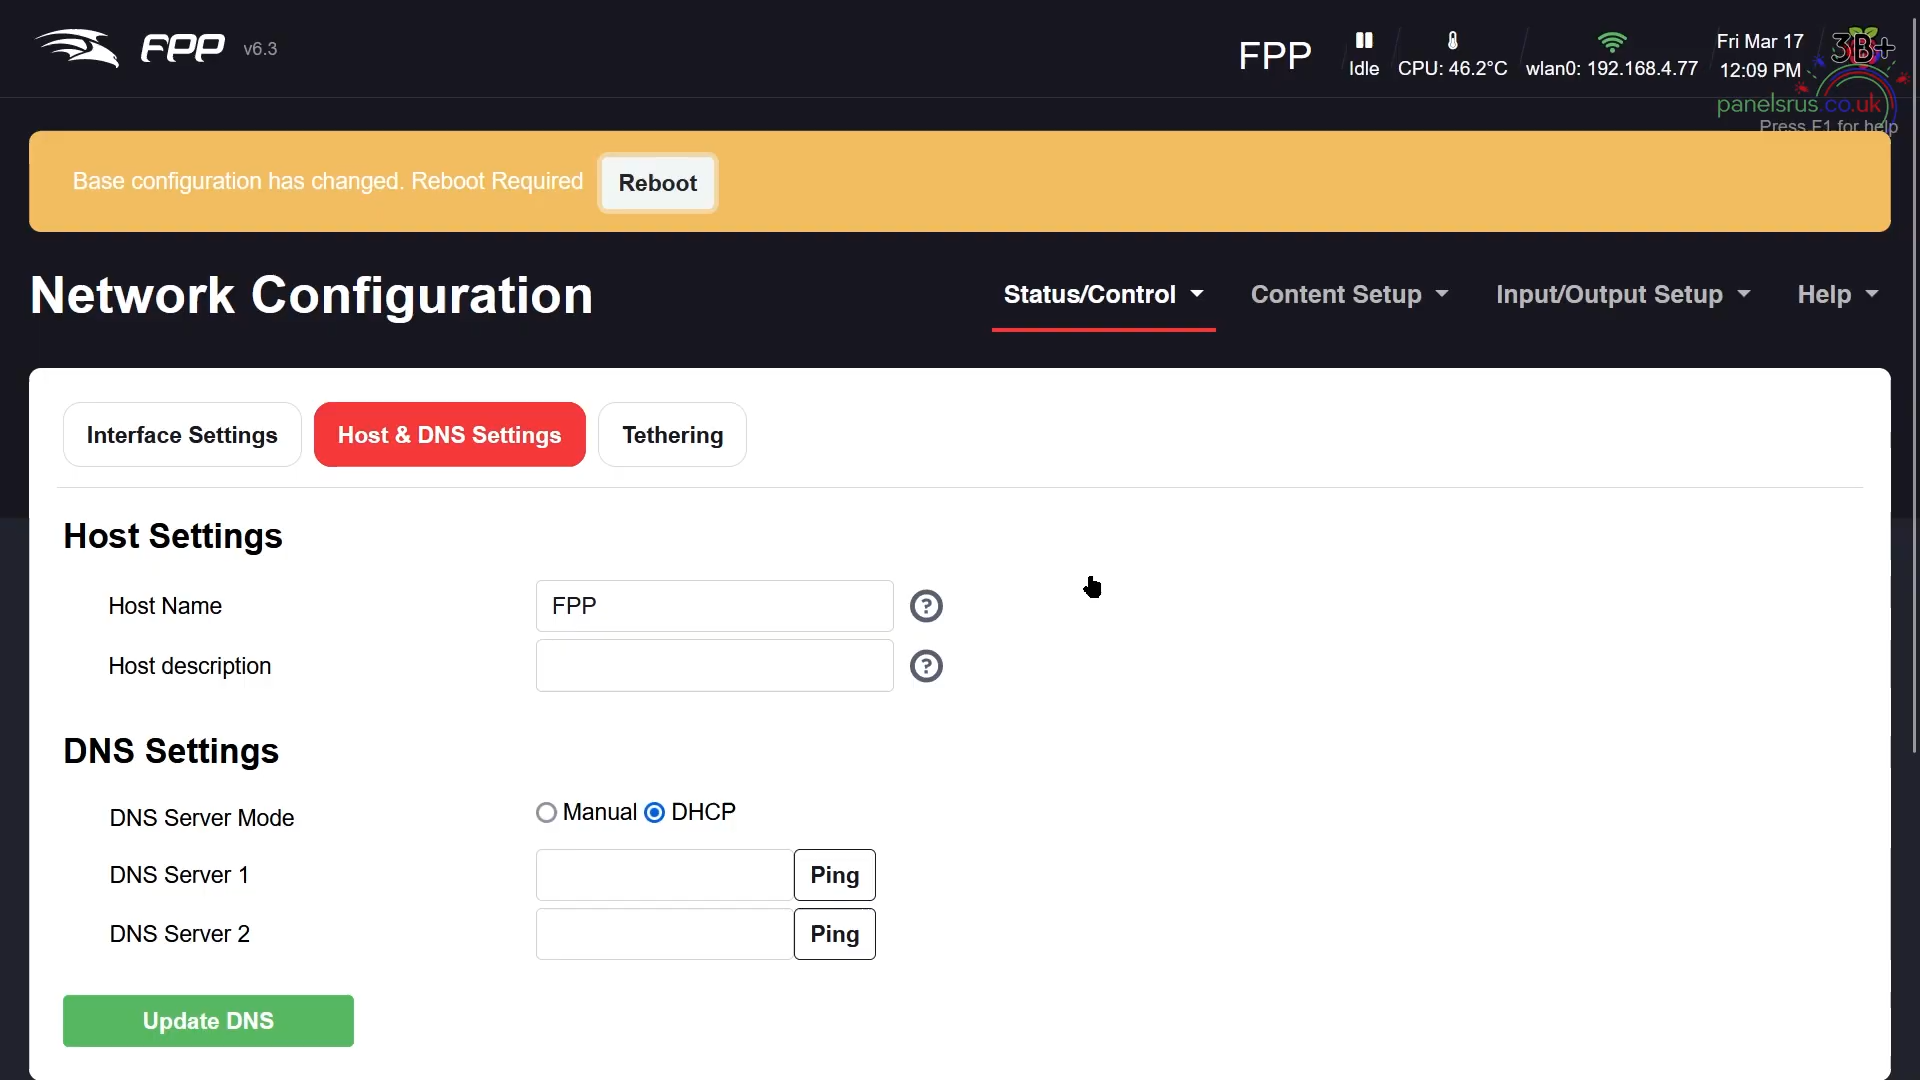 FPP v6.3
FPP
Idle
CPU: 46.2°C
wlan0: 192.168.4.77
Fri Mar 17
12:09 PM
3B+
panelsrus.co.uk
Press F1 for help
Base configuration has changed. Reboot Required
Reboot
Network Configuration
Status/Control
Content Setup
Input/Output Setup
Help
Interface Settings
Host & DNS Settings
Tethering
Host Settings
Host Name
FPP
?
Host description
?
DNS Settings
DNS Server Mode
Manual
DHCP
DNS Server 1
Ping
DNS Server 2
Ping
Update DNS